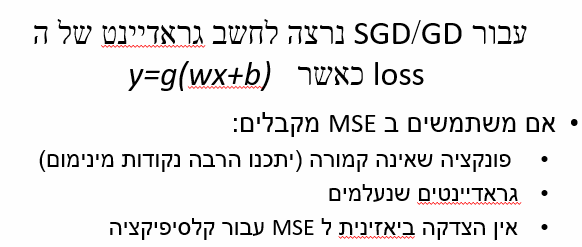 עבור SGD/GD נרצה לחשב גראדיינט של ה
loss כאשר y=g(wx+b)
• אם משתמשים ב MSE מקבלים:
• פונקציה שאינה קמורה (יתכנו הרבה נקודות מינימום)
• גראדיינטים שנעלמים
• אין הצדקה ביאזינית ל MSE עבור קלסיפיקציה